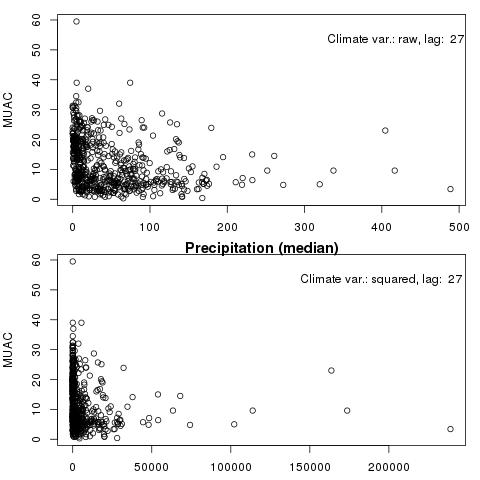 60
50
40
30
20
10
0
MUAC
Climate var.: raw, lag: 27
0 100 200 300 400 500
Precipitation (median)
60
50
40
30
20
10
0
MUAC
Climate var.: squared, lag: 27
0 50000 100000 150000 200000